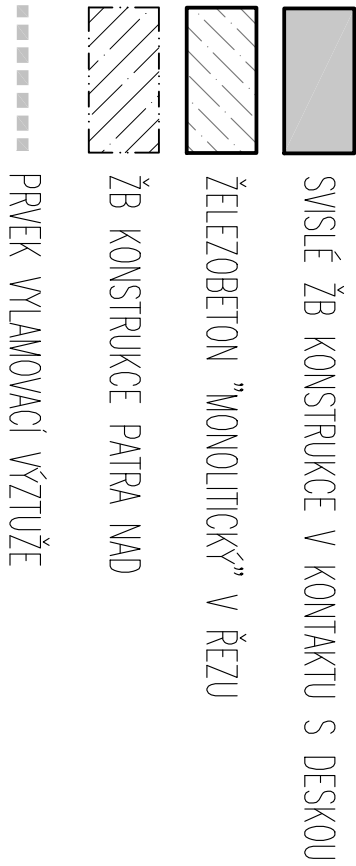 SVISLÉ ŽB KONSTRUKCE V KONTAKTU S DESKOU
ŽELEZOBETON "MONOLITICKÝ" V ŘEZU
ŽB KONSTRUKCE PATRA NAD
PRVEK VYLAMOVACÍ VÝZTUŽE